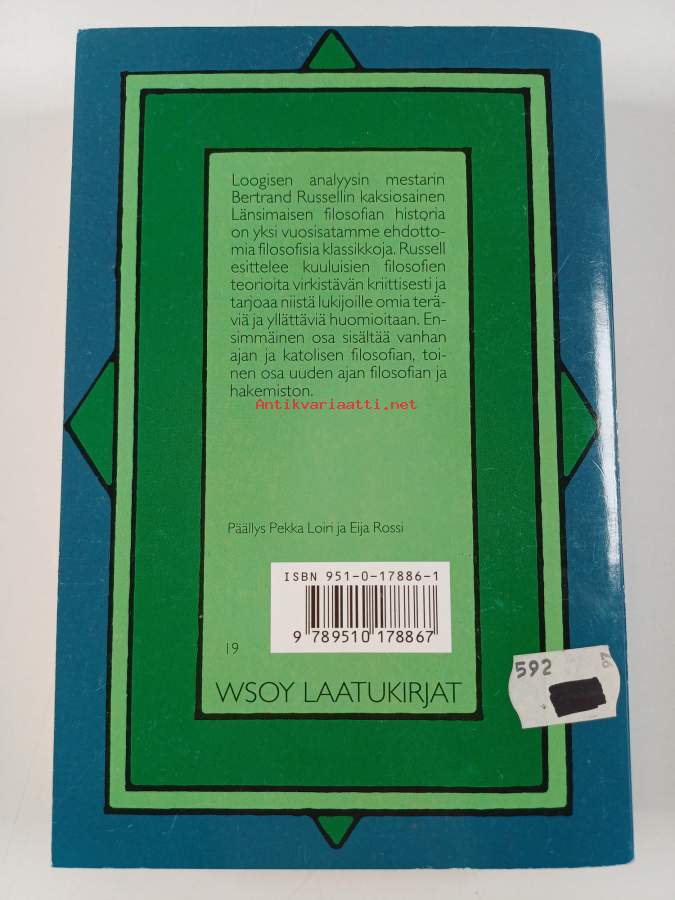 Loogisen analyysin mestarin
Bertrand Russellin kaksiosainen
Länsimaisen filosofian historia
on yksi vuosisatamme ehdotto-
mia filosofisia klassikkoja. Russell
esittelee kuuluisien filosofien
teorioita virkistävän kriittisesti ja
tarjoaa niistä lukijoille omia terä-
viä ja yllättäviä huomioitaan. En-
simmäinen osa sisältää vanhan
ajan ja katolisen filosofian, toi-
nen osa uuden ajan filosofian ja
hakemiston.
Antikvariaatti.net
Päällys Pekka Loiri ja Eija Rossi
ISBN 951-0-17886-1
9 789510 178867
19
592
WSOY LAATUKIRJAT